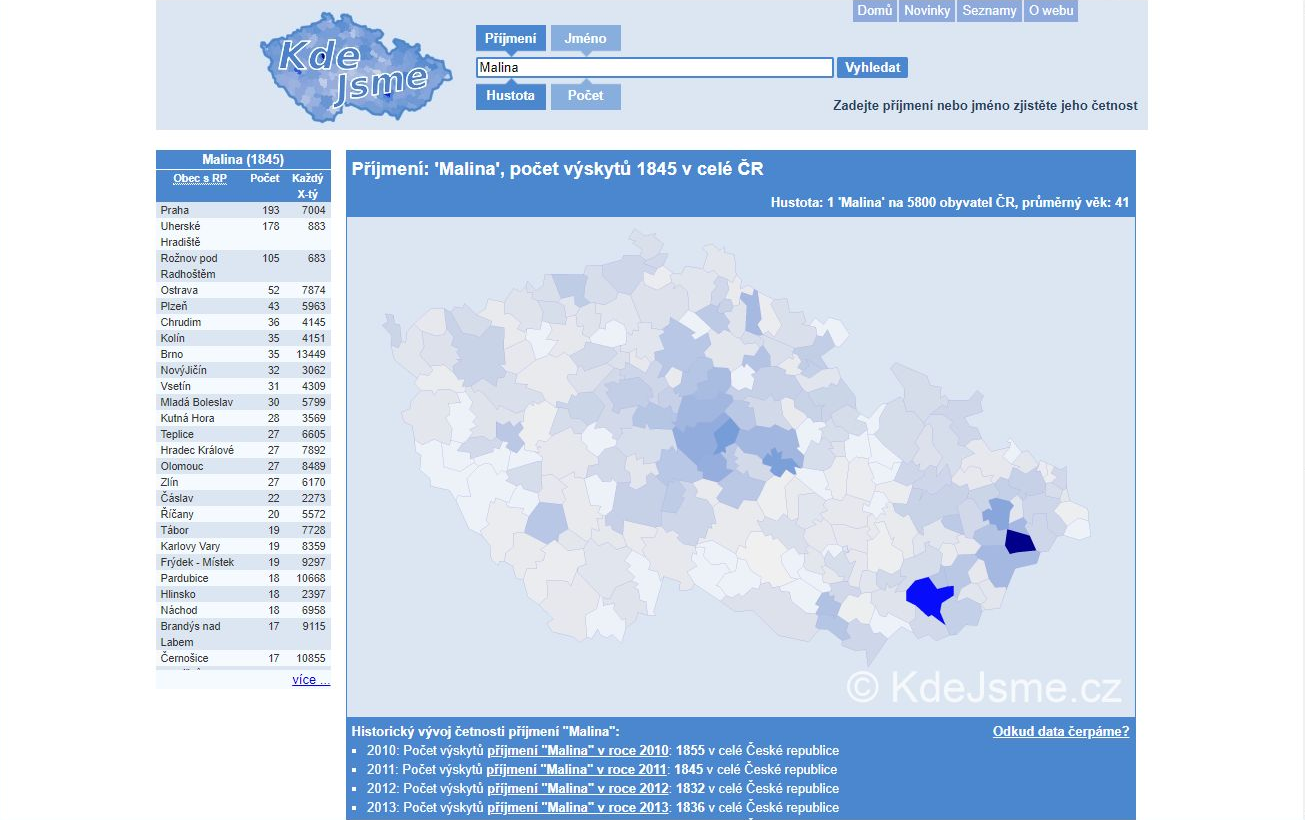 Domů Novinky Seznamy O webu
Kde
Jsme
Příjmení Jméno
Malina Vyhledat
Hustota Počet
Zadejte příjmení nebo jméno zjistěte jeho četnost
Malina (1845)
Obec s RP Počet Každý
X-tý
Praha 193 7004
Uherské 178 883
Hradiště
Rožnov pod 105 683
Radhoštěm
Ostrava 52 7874
Plzeň 43 5963
Chrudim 36 4145
Kolín 35 4151
Brno 35 13449
NovýJičín 32 3062
Vsetín 31 4309
Mladá Boleslav 30 5799
Kutná Hora 28 3569
Teplice 27 6605
Hradec Králové 27 7892
Olomouc 27 8489
Zlín 27 6170
Čáslav 22 2273
Říčany 20 5572
Tábor 19 7728
Karlovy Vary 19 8359
Frýdek - Místek 19 9297
Pardubice 18 10668
Hlinsko 18 2397
Náchod 18 6958
Brandýs nad 17 9115
Labem
Černošice 17 10855
více ...
Příjmení: 'Malina', počet výskytů 1845 v celé ČR
Hustota: 1 'Malina' na 5800 obyvatel ČR, průměrný věk: 41
© KdeJsme.cz
Historický vývoj četnosti příjmení "Malina": Odkud data čerpáme?
▪ 2010: Počet výskytů příjmení "Malina" v roce 2010: 1855 v celé České republice
▪ 2011: Počet výskytů příjmení "Malina" v roce 2011: 1845 v celé České republice
▪ 2012: Počet výskytů příjmení "Malina" v roce 2012: 1832 v celé České republice
▪ 2013: Počet výskytů příjmení "Malina" v roce 2013: 1836 v celé České republice